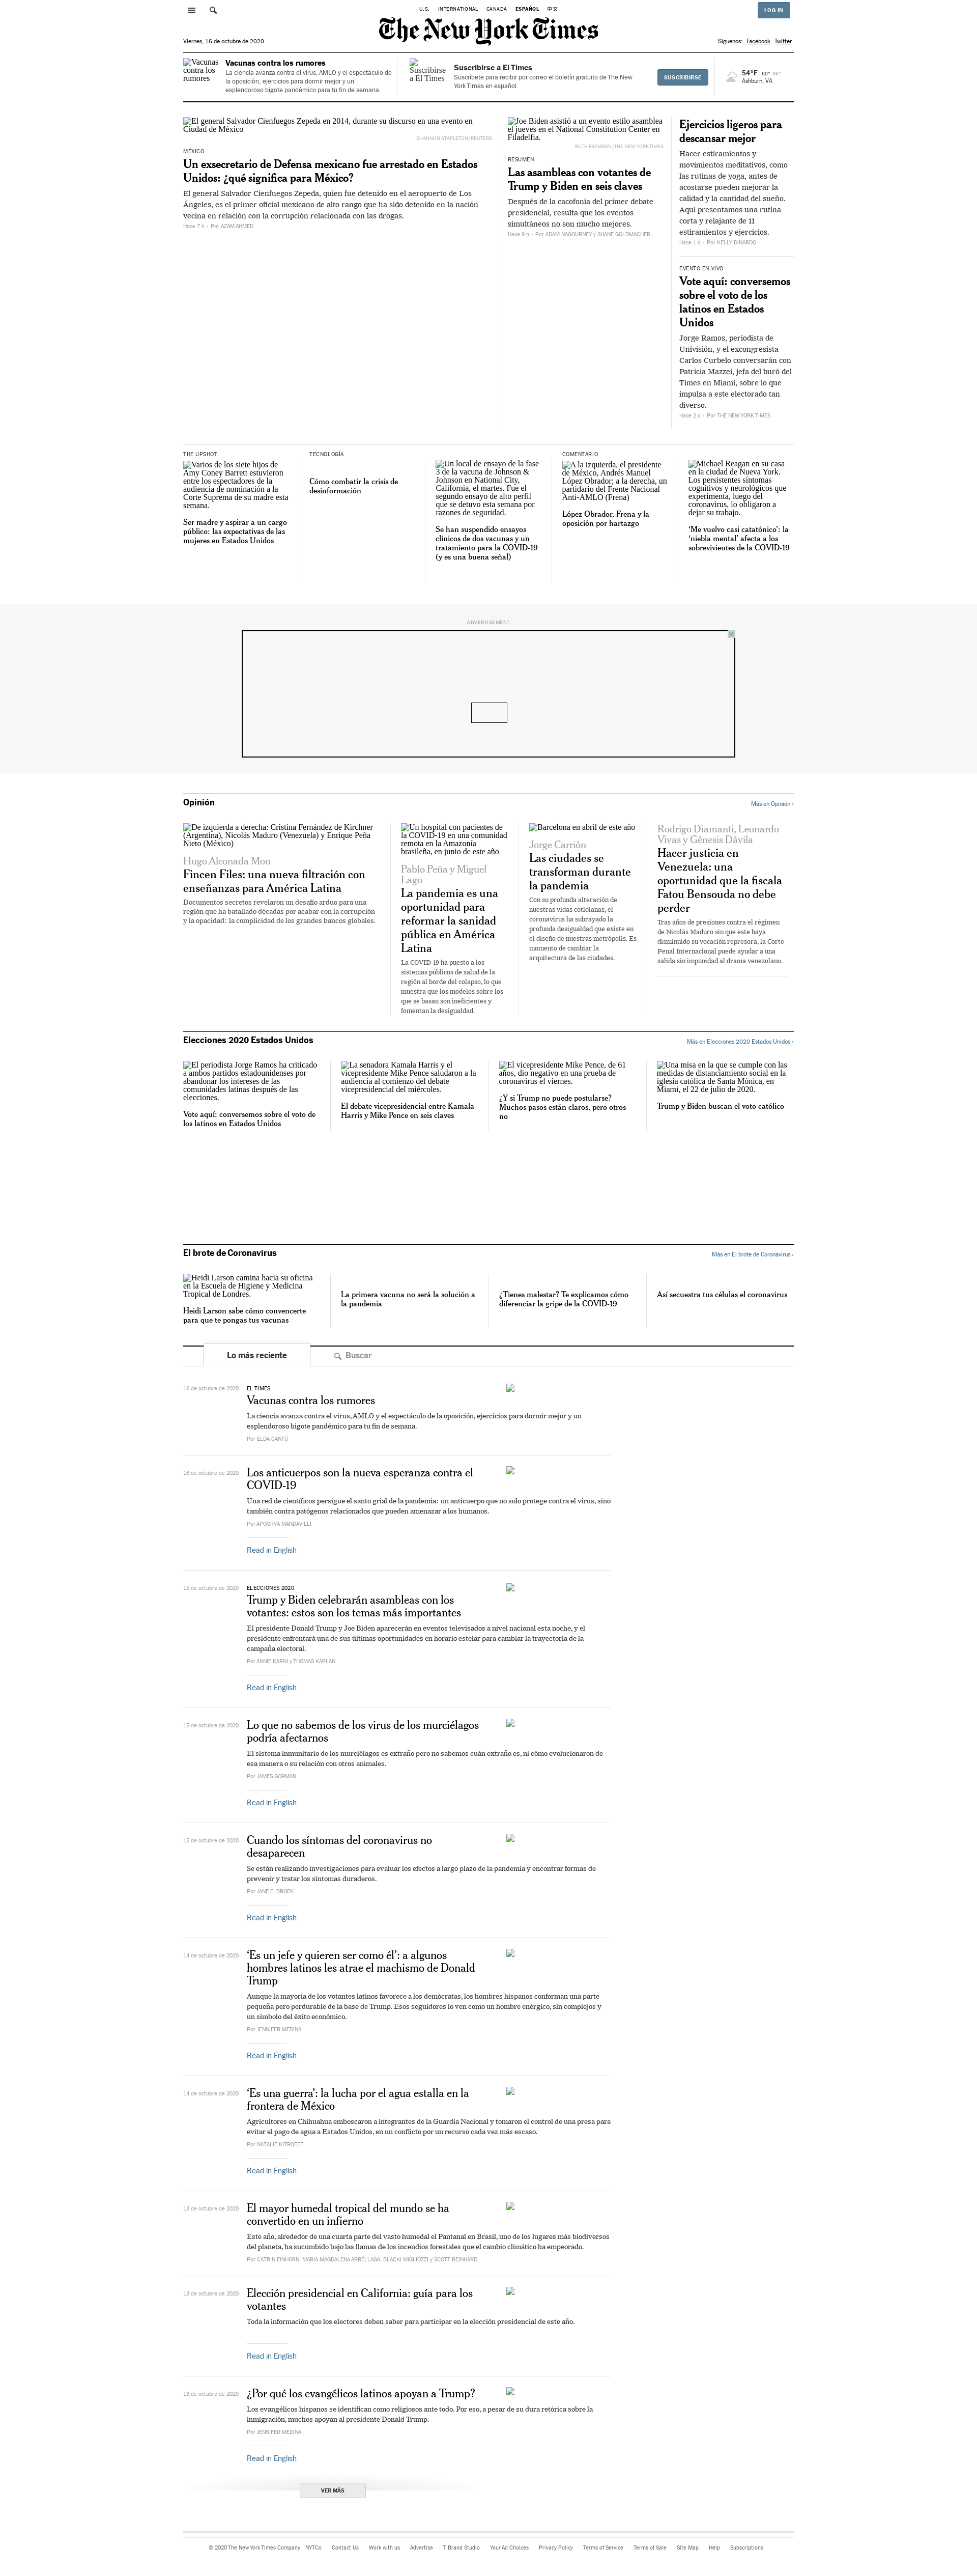 U.S. INTERNATIONAL CANADA ESPAÑOL 中文
LOG IN
The New York Times
Viernes, 16 de octubre de 2020
Síguenos: Facebook Twitter
Vacunas contra los rumores
Vacunas contra los rumores
La ciencia avanza contra el virus, AMLO y el espectáculo de
la oposición, ejercicios para dormir mejor y un
esplendoroso bigote pandémico para tu fin de semana.
Suscribirse a El Times
Suscribirse a El Times
Suscríbete para recibir por correo el boletín gratuito de The New
York Times en español.
SUSCRIBIRSE
54°F 60° 36°
Ashburn, VA
El general Salvador Cienfuegos Zepeda en 2014, durante su discurso en una evento en
Ciudad de México
SHANNON STAPLETON/REUTERS
MÉXICO
Un exsecretario de Defensa mexicano fue arrestado en Estados
Unidos: ¿qué significa para México?
El general Salvador Cienfuegos Zepeda, quien fue detenido en el aeropuerto de Los
Ángeles, es el primer oficial mexicano de alto rango que ha sido detenido en la nación
vecina en relación con la corrupción relacionada con las drogas.
Hace 7 h • Por AZAM AHMED
Joe Biden asistió a un evento estilo asamblea
el jueves en el National Constitution Center en
Filadelfia.
RUTH FREMSON/THE NEW YORK TIMES
RESUMEN
Las asambleas con votantes de
Trump y Biden en seis claves
Después de la cacofonía del primer debate
presidencial, resulta que los eventos
simultáneos no son mucho mejores.
Hace 6 h • Por ADAM NAGOURNEY y SHANE GOLDMACHER
Ejercicios ligeros para
descansar mejor
Hacer estiramientos y
movimientos meditativos, como
las rutinas de yoga, antes de
acostarse pueden mejorar la
calidad y la cantidad del sueño.
Aquí presentamos una rutina
corta y relajante de 11
estiramientos y ejercicios.
Hace 1 d • Por KELLY DINARDO
EVENTO EN VIVO
Vote aquí: conversemos
sobre el voto de los
latinos en Estados
Unidos
Jorge Ramos, periodista de
Univisión, y el excongresista
Carlos Curbelo conversarán con
Patricia Mazzei, jefa del buró del
Times en Miami, sobre lo que
impulsa a este electorado tan
diverso.
Hace 2 d • Por THE NEW YORK TIMES
THE UPSHOT
Varios de los siete hijos de
Amy Coney Barrett estuvieron
entre los espectadores de la
audiencia de nominación a la
Corte Suprema de su madre esta
semana.
Ser madre y aspirar a un cargo
público: las expectativas de las
mujeres en Estados Unidos
TECNOLOGÍA
Cómo combatir la crisis de
desinformación
Un local de ensayo de la fase
3 de la vacuna de Johnson &
Johnson en National City,
California, el martes. Fue el
segundo ensayo de alto perfil
que se detuvo esta semana por
razones de seguridad.
Se han suspendido ensayos
clínicos de dos vacunas y un
tratamiento para la COVID-19
(y es una buena señal)
COMENTARIO
A la izquierda, el presidente
de México, Andrés Manuel
López Obrador; a la derecha, un
partidario del Frente Nacional
Anti-AMLO (Frena)
López Obrador, Frena y la
oposición por hartazgo
Michael Reagan en su casa
en la ciudad de Nueva York.
Los persistentes síntomas
cognitivos y neurológicos que
experimenta, luego del
coronavirus, lo obligaron a
dejar su trabajo.
'Me vuelvo casi catatónico': la
'niebla mental' afecta a los
sobrevivientes de la COVID-19
ADVERTISEMENT
Opinión
Más en Opinión ›
De izquierda a derecha: Cristina Fernández de Kirchner
(Argentina), Nicolás Maduro (Venezuela) y Enrique Peña
Nieto (México)
Hugo Alconada Mon
Fincen Files: una nueva filtración con
enseñanzas para América Latina
Documentos secretos revelaron un desafío arduo para una
región que ha batallado décadas por acabar con la corrupción
y la opacidad: la complicidad de los grandes bancos globales.
Un hospital con pacientes de
la COVID-19 en una comunidad
remota en la Amazonía
brasileña, en junio de este año
Pablo Peña y Miguel
Lago
La pandemia es una
oportunidad para
reformar la sanidad
pública en América
Latina
La COVID-19 ha puesto a los
sistemas públicos de salud de la
región al borde del colapso, lo que
muestra que los modelos sobre los
que se basan son ineficientes y
fomentan la desigualdad.
Barcelona en abril de este año
Jorge Carrión
Las ciudades se
transforman durante
la pandemia
Con su profunda alteración de
nuestras vidas cotidianas, el
coronavirus ha subrayado la
profunda desigualdad que existe en
el diseño de nuestras metrópolis. Es
momento de cambiar la
arquitectura de las ciudades.
Rodrigo Diamanti, Leonardo
Vivas y Génesis Dávila
Hacer justicia en
Venezuela: una
oportunidad que la fiscala
Fatou Bensouda no debe
perder
Tras años de presiones contra el régimen
de Nicolás Maduro sin que este haya
disminuido su vocación represora, la Corte
Penal Internacional puede ayudar a una
salida sin impunidad al drama venezolano.
Elecciones 2020 Estados Unidos
Más en Elecciones 2020 Estados Unidos ›
El periodista Jorge Ramos ha criticado
a ambos partidos estadounidenses por
abandonar los intereses de las
comunidades latinas después de las
elecciones.
Vote aquí: conversemos sobre el voto de
los latinos en Estados Unidos
La senadora Kamala Harris y el
vicepresidente Mike Pence saludaron a la
audiencia al comienzo del debate
vicepresidencial del miércoles.
El debate vicepresidencial entre Kamala
Harris y Mike Pence en seis claves
El vicepresidente Mike Pence, de 61
años, dio negativo en una prueba de
coronavirus el viernes.
¿Y si Trump no puede postularse?
Muchos pasos están claros, pero otros
no
Una misa en la que se cumple con las
medidas de distanciamiento social en la
iglesia católica de Santa Mónica, en
Miami, el 22 de julio de 2020.
Trump y Biden buscan el voto católico
El brote de Coronavirus
Más en El brote de Coronavirus ›
Heidi Larson camina hacia su oficina
en la Escuela de Higiene y Medicina
Tropical de Londres.
Heidi Larson sabe cómo convencerte
para que te pongas tus vacunas
La primera vacuna no será la solución a
la pandemia
¿Tienes malestar? Te explicamos cómo
diferenciar la gripe de la COVID-19
Así secuestra tus células el coronavirus
Lo más reciente
Buscar
16 de octubre de 2020
EL TIMES
Vacunas contra los rumores
La ciencia avanza contra el virus, AMLO y el espectáculo de la oposición, ejercicios para dormir mejor y un
esplendoroso bigote pandémico para tu fin de semana.
Por ELDA CANTÚ
16 de octubre de 2020
Los anticuerpos son la nueva esperanza contra el
COVID-19
Una red de científicos persigue el santo grial de la pandemia: un anticuerpo que no solo protege contra el virus, sino
también contra patógenos relacionados que pueden amenazar a los humanos.
Por APOORVA MANDAVILLI
Read in English
15 de octubre de 2020
ELECCIONES 2020
Trump y Biden celebrarán asambleas con los
votantes: estos son los temas más importantes
El presidente Donald Trump y Joe Biden aparecerán en eventos televisados a nivel nacional esta noche, y el
presidente enfrentará una de sus últimas oportunidades en horario estelar para cambiar la trayectoria de la
campaña electoral.
Por ANNIE KARNI y THOMAS KAPLAN
Read in English
15 de octubre de 2020
Lo que no sabemos de los virus de los murciélagos
podría afectarnos
El sistema inmunitario de los murciélagos es extraño pero no sabemos cuán extraño es, ni cómo evolucionaron de
esa manera o su relación con otros animales.
Por JAMES GORMAN
Read in English
15 de octubre de 2020
Cuando los síntomas del coronavirus no
desaparecen
Se están realizando investigaciones para evaluar los efectos a largo plazo de la pandemia y encontrar formas de
prevenir y tratar los síntomas duraderos.
Por JANE E. BRODY
Read in English
14 de octubre de 2020
'Es un jefe y quieren ser como él': a algunos
hombres latinos les atrae el machismo de Donald
Trump
Aunque la mayoría de los votantes latinos favorece a los demócratas, los hombres hispanos conforman una parte
pequeña pero perdurable de la base de Trump. Esos seguidores lo ven como un hombre enérgico, sin complejos y
un símbolo del éxito económico.
Por JENNIFER MEDINA
Read in English
14 de octubre de 2020
'Es una guerra': la lucha por el agua estalla en la
frontera de México
Agricultores en Chihuahua emboscaron a integrantes de la Guardia Nacional y tomaron el control de una presa para
evitar el pago de agua a Estados Unidos, en un conflicto por un recurso cada vez más escaso.
Por NATALIE KITROEFF
Read in English
13 de octubre de 2020
El mayor humedal tropical del mundo se ha
convertido en un infierno
Este año, alrededor de una cuarta parte del vasto humedal el Pantanal en Brasil, uno de los lugares más biodiversos
del planeta, ha sucumbido bajo las llamas de los incendios forestales que el cambio climático ha empeorado.
Por CATRIN EINHORN, MARIA MAGDALENA ARRÉLLAGA, BLACKI MIGLIOZZI y SCOTT REINHARD
13 de octubre de 2020
Elección presidencial en California: guía para los
votantes
Toda la información que los electores deben saber para participar en la elección presidencial de este año.
Read in English
13 de octubre de 2020
¿Por qué los evangélicos latinos apoyan a Trump?
Los evangélicos hispanos se identifican como religiosos ante todo. Por eso, a pesar de su dura retórica sobre la
inmigración, muchos apoyan al presidente Donald Trump.
Por JENNIFER MEDINA
Read in English
VER MÁS
© 2020 The New York Times Company NYTCo Contact Us Work with us Advertise T Brand Studio Your Ad Choices Privacy Policy Terms of Service Terms of Sale Site Map Help Subscriptions